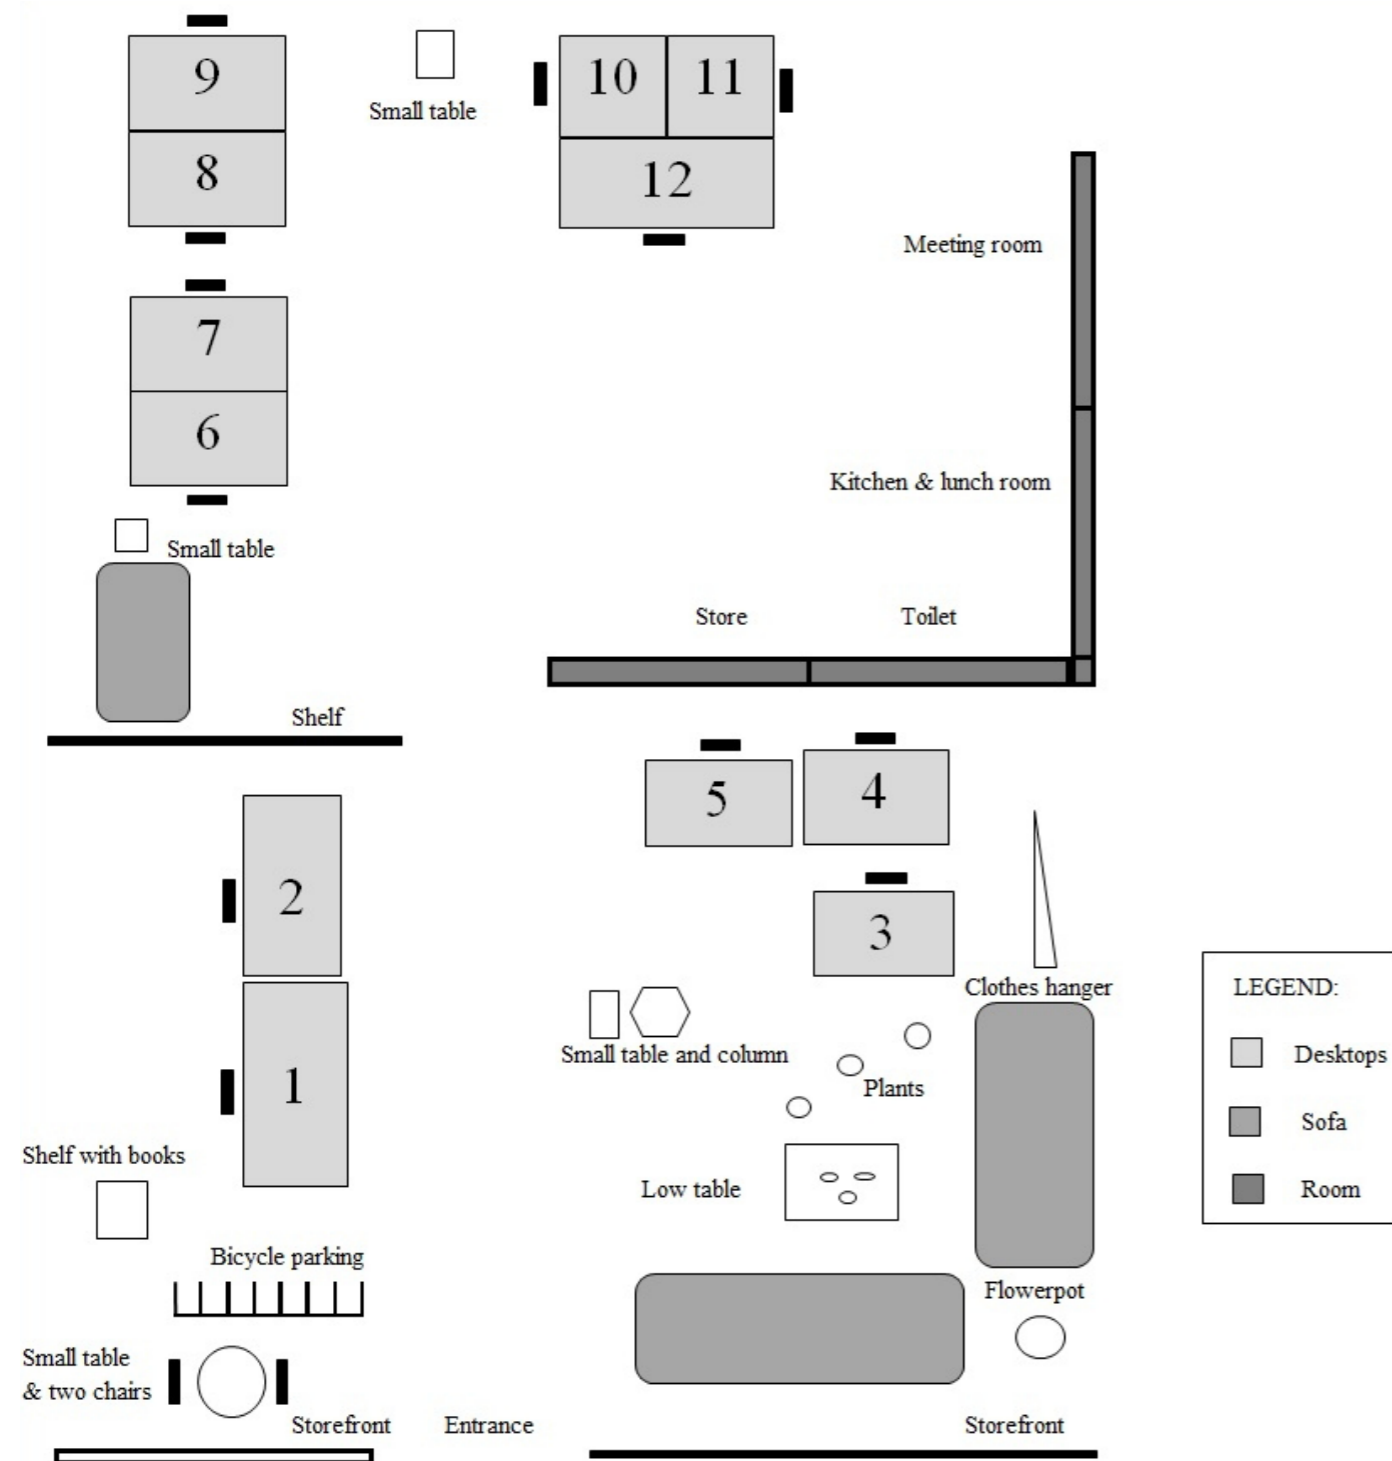 9
10
11
Small table
8
12
Meeting room
7
6
Kitchen & lunch room
Small table
Store
Toilet
Shelf
5
4
2
3
Clothes hanger
LEGEND:
Small table and column
Desktops
1
Plants
Sofa
Shelf with books
Low table
Room
Bicycle parking
Flowerpot
Small table
& two chairs
Storefront
Entrance
Storefront